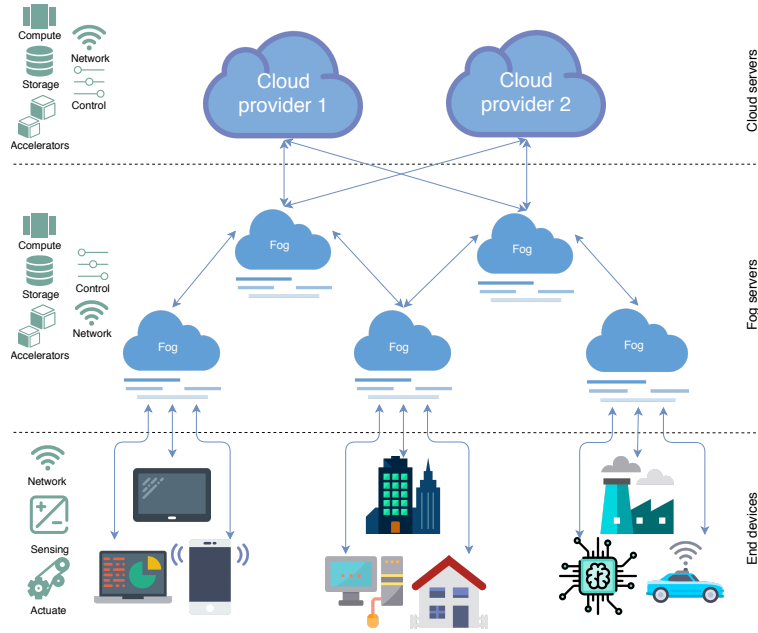 Compute
Network
Storage
Control
Accelerators
Cloud
provider 1
Cloud
provider 2
Cloud servers
Compute
Control
Storage
Network
Accelerators
Fog
Fog
Fog
Fog
Fog
Fog servers
Network
Sensing
Actuate
End devices